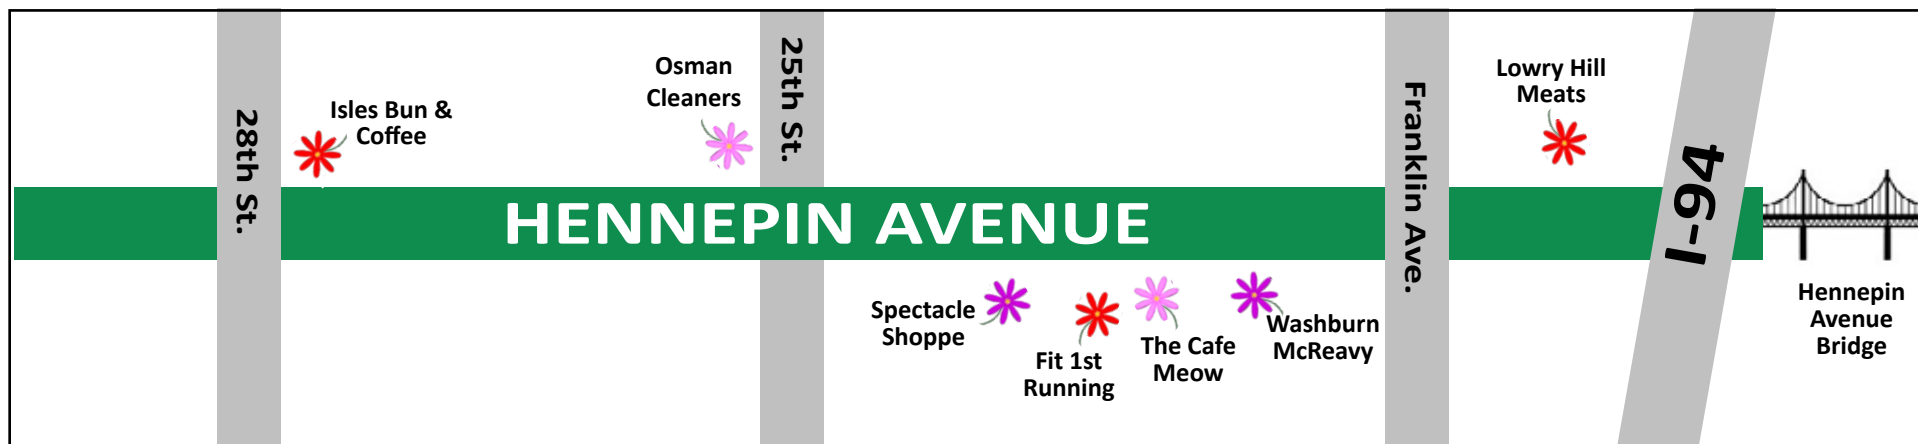 28th St.
Isles Bun &
Coffee
Osman
Cleaners
25th St.
Franklin Ave.
Lowry Hill
Meats
I-94
HENNEPIN AVENUE
Spectacle
Shoppe
Fit 1st
Running
The Cafe
Meow
Washburn
McReavy
Hennepin
Avenue
Bridge